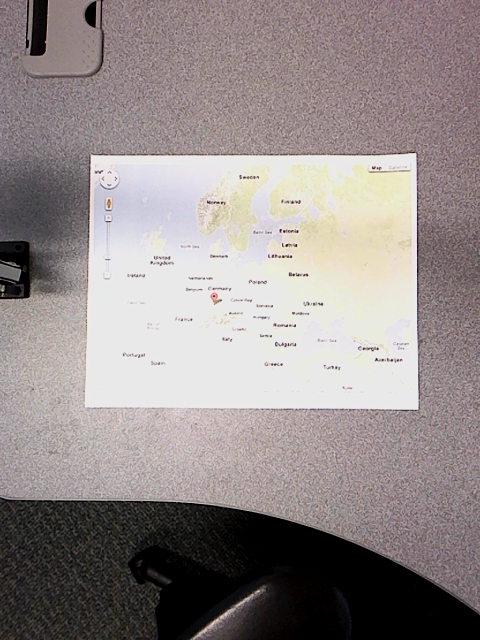 Map
Sweden
Norway
Finland
Estonia
Baltic Sea
Latvia
North Sea
Denmark
Lithuania
United
Kingdom
Ireland
Netherlands
Belarus
Belgium
Germany
Poland
Czech Rep
Slovakia
Ukraine
Austria
Hungary
Moldova
France
Romania
Croatia
Serbia
Italy
Bulgaria
Black Sea
Georgia
Caspian
Sea
Portugal
Spain
Greece
Turkey
Azerbaijan